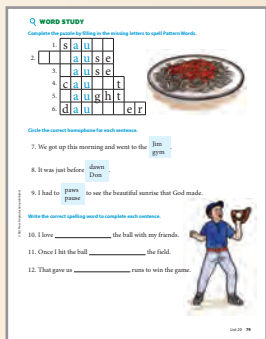 WORD STUDY
Complete the puzzle by filling in the missing letters to spell Pattern Words.
1. s a u
2. a u s e
3. a u s e
4. c a u t
5. a u g h t
6. d a u e r
Circle the correct homophone for each sentence.
7. We got up this morning and went to the Jim gym .
8. It was just before dawn Don .
9. I had to paws pause to see the beautiful sunrise that God made.
Write the correct spelling word to complete each sentence.
10. I love ____________ the ball with my friends.
11. Once I hit the ball ____________ the field.
12. That gave us ____________ runs to win the game.
Unit 20 79